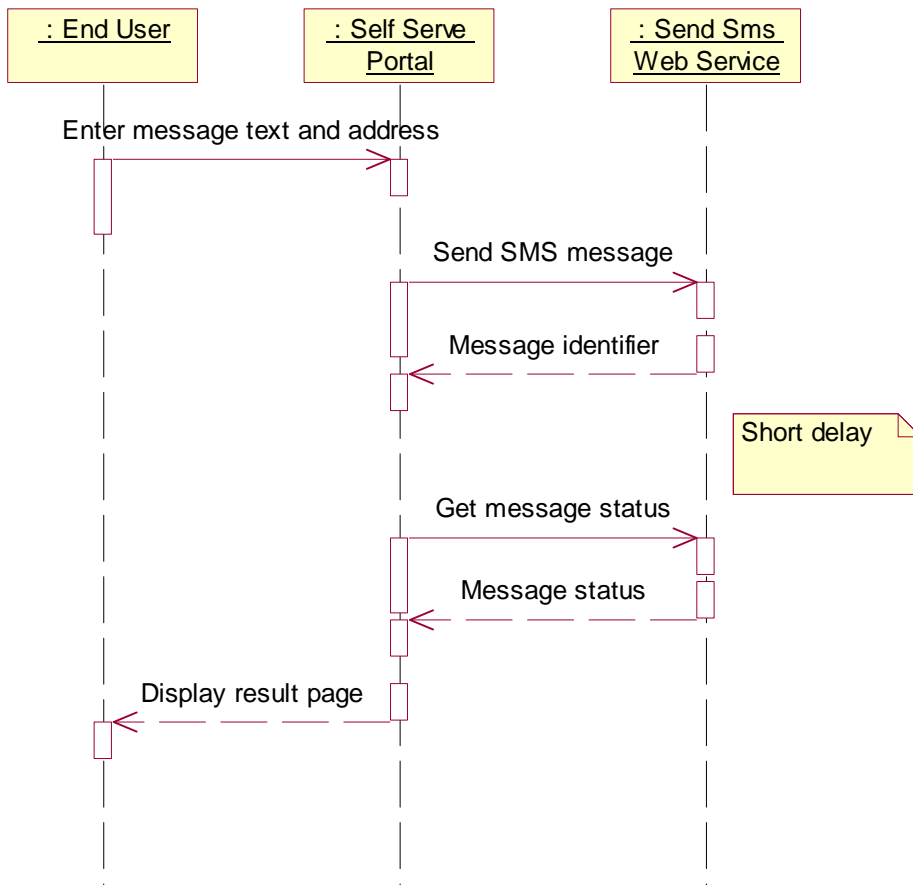 : End User
: Self Serve
Portal
: Send Sms
Web Service
Enter message text and address
Send SMS message
Message identifier
Short delay
Get message status
Message status
Display result page